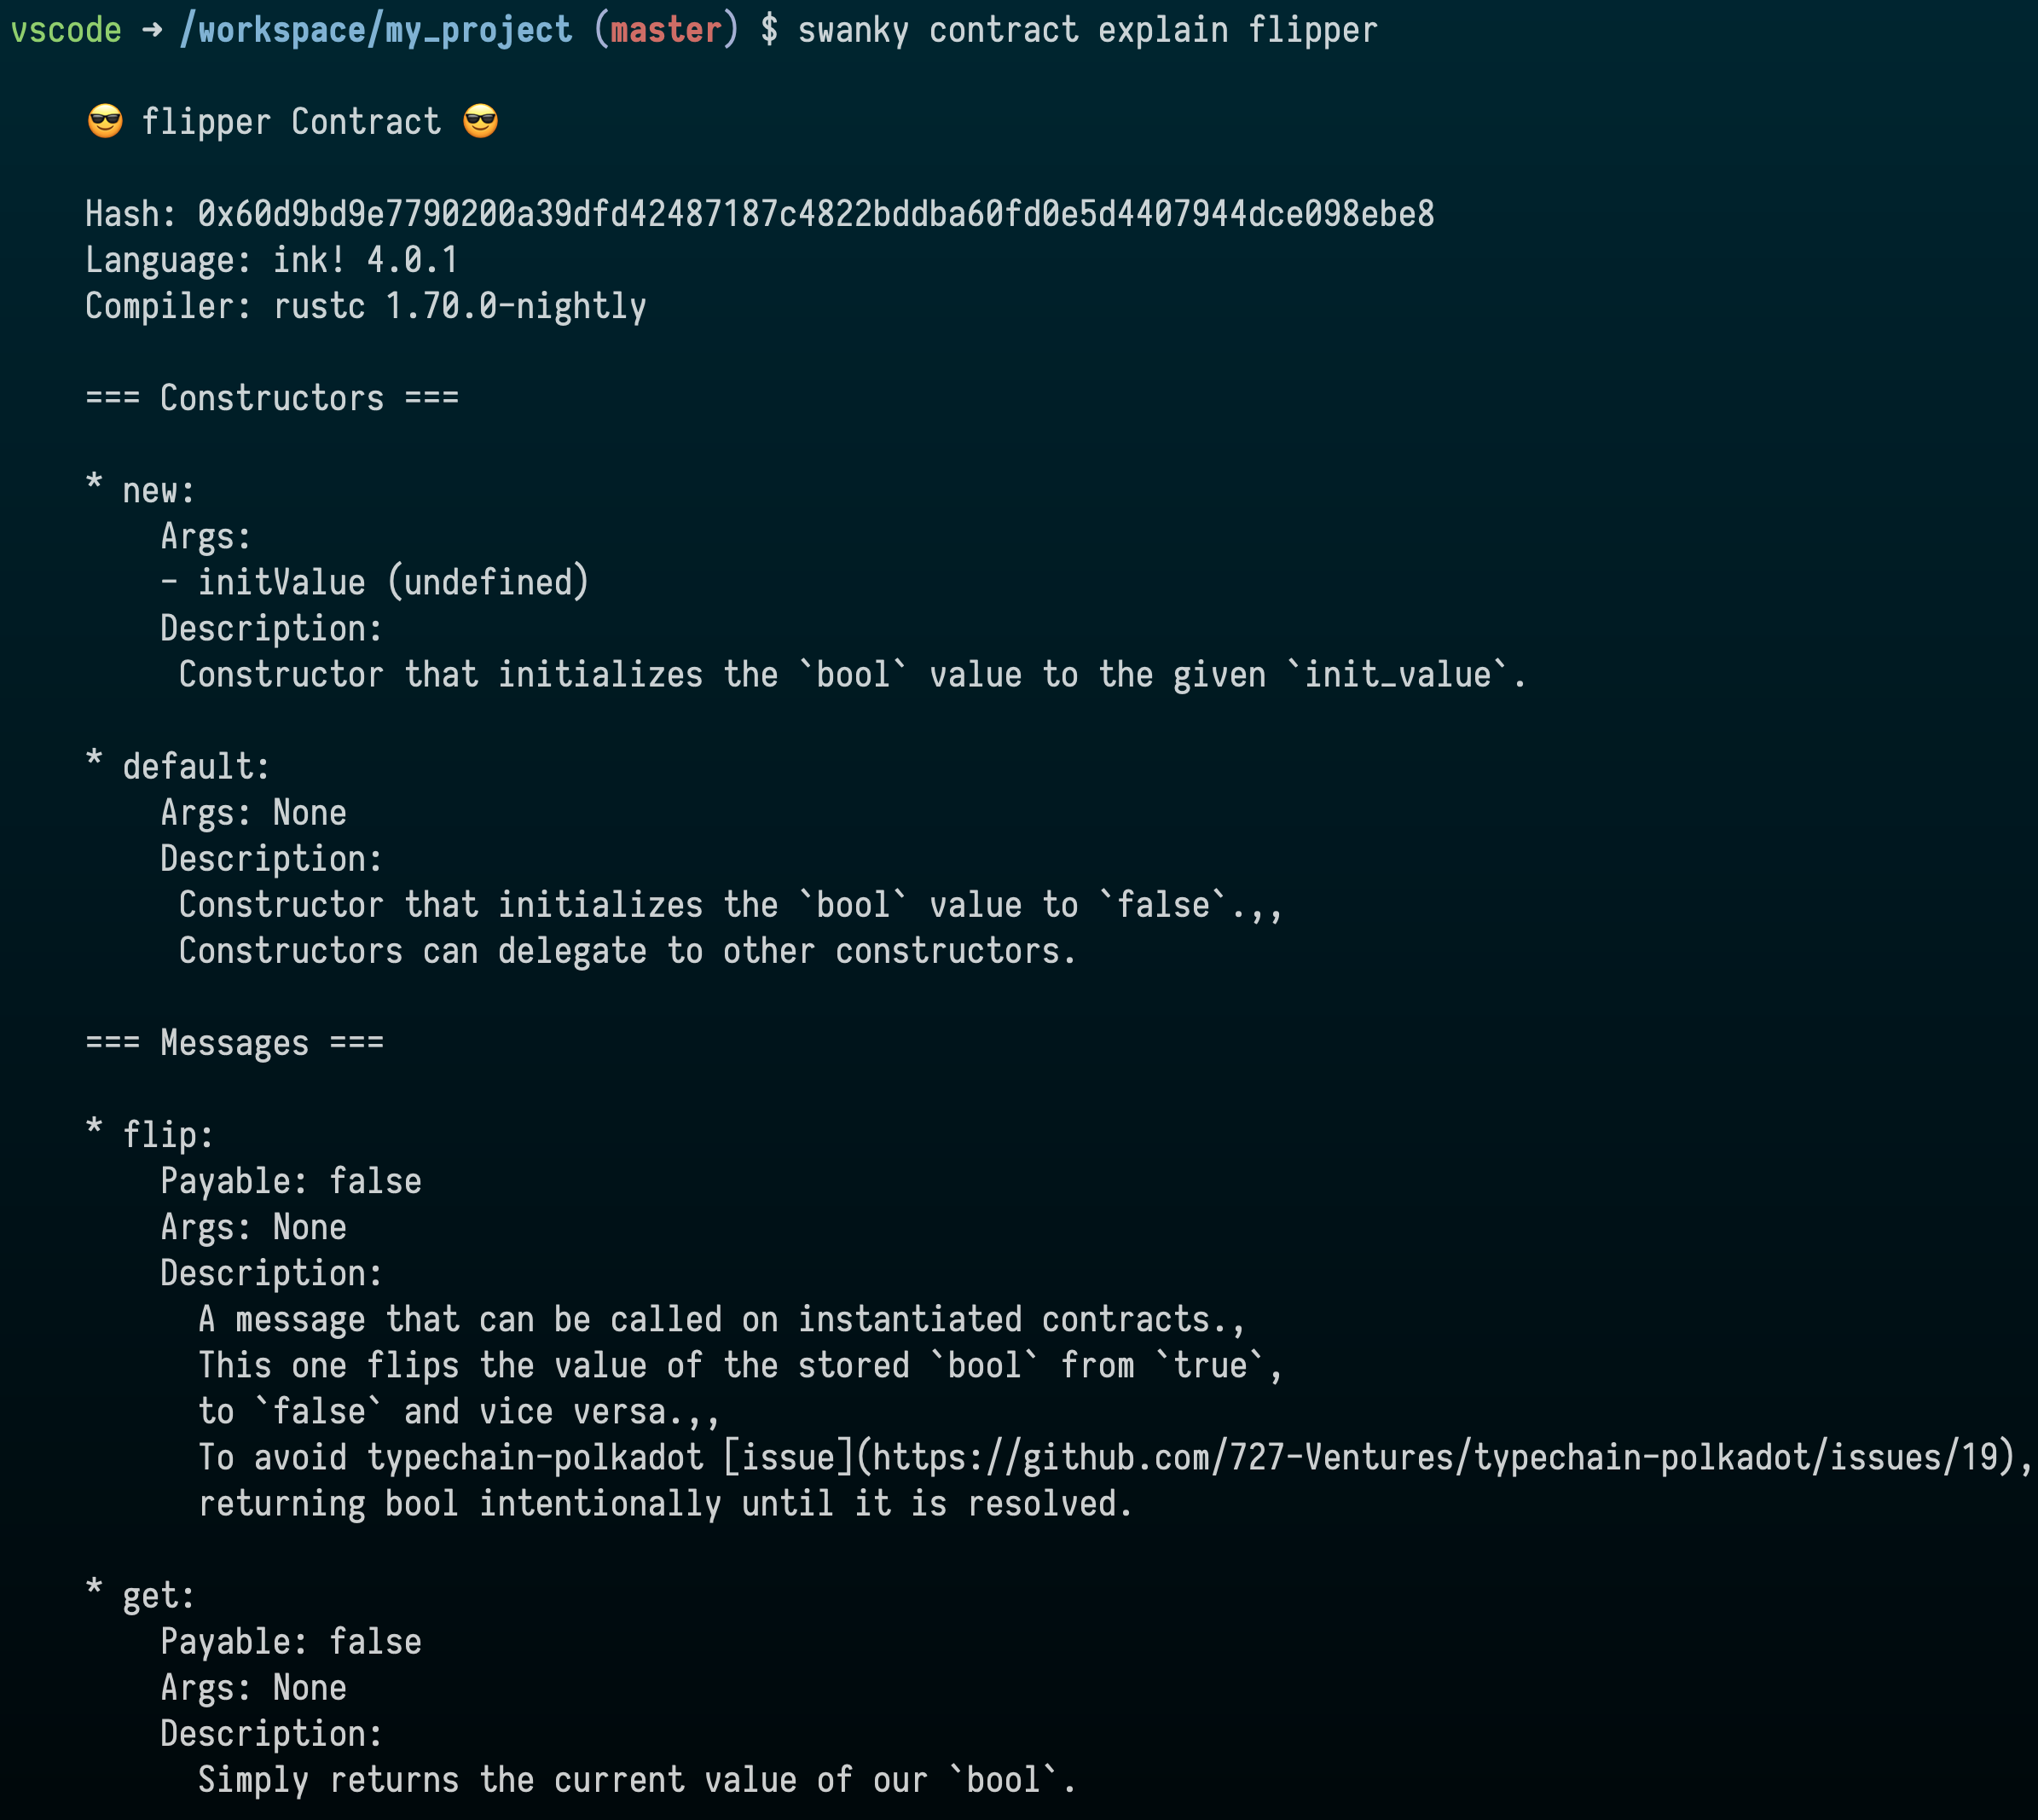 vscode ➜ /workspace/my_project (master) $ swanky contract explain flipper
😎 flipper Contract 😎
Hash: 0x60d9bd9e7790200a39dfd42487187c4822bddba60fd0e5d4407944dce098ebe8
Language: ink! 4.0.1
Compiler: rustc 1.70.0-nightly
=== Constructors ===
* new:
Args:
- initValue (undefined)
Description:
Constructor that initializes the `bool` value to the given `init_value`.
* default:
Args: None
Description:
Constructor that initializes the `bool` value to `false`.,,
Constructors can delegate to other constructors.
=== Messages ===
* flip:
Payable: false
Args: None
Description:
A message that can be called on instantiated contracts.,
This one flips the value of the stored `bool` from `true`,
to `false` and vice versa.,,
To avoid typechain-polkadot [issue](https://github.com/727-Ventures/typechain-polkadot/issues/19),
returning bool intentionally until it is resolved.
* get:
Payable: false
Args: None
Description:
Simply returns the current value of our `bool`.